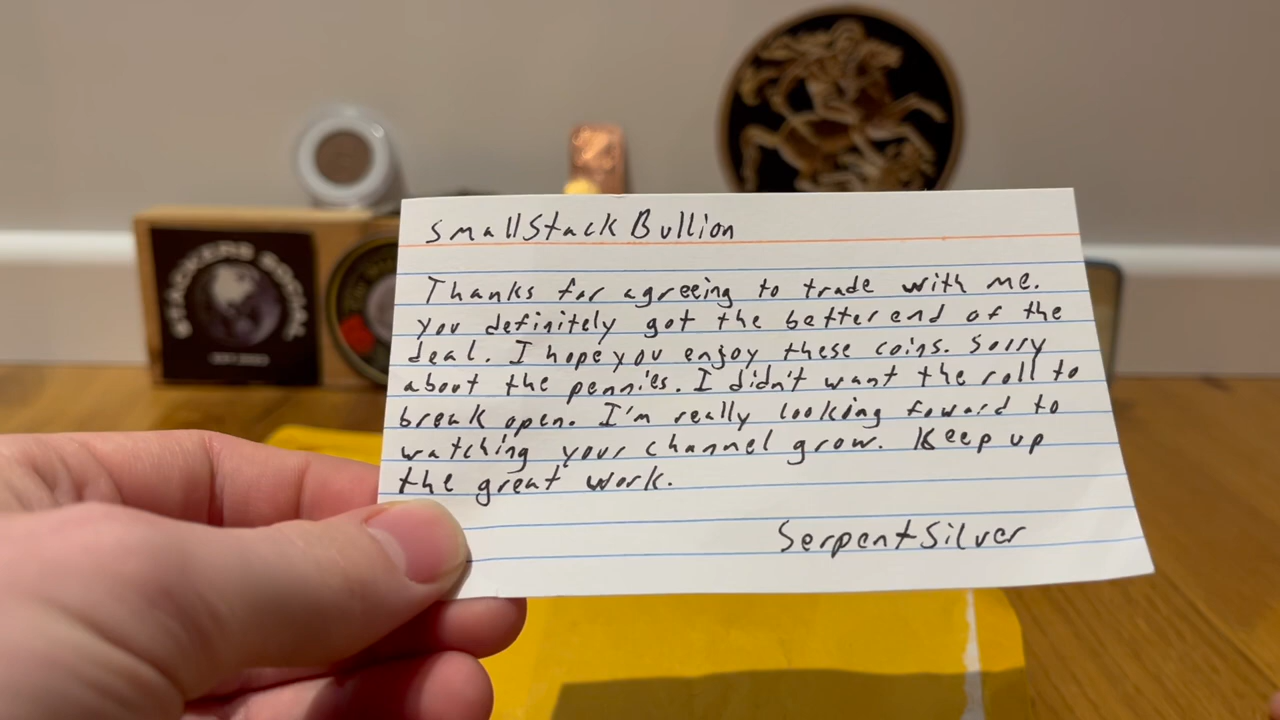 STACKERS SOCIAL
smallStack Bullion
Thanks for agreeing to trade with me.
you definitely got the better end of the
deal. I hope you enjoy these coins. Sorry
about the pennies. I didn't want the roll to
break open. I'm really looking foward to
watching your channel grow. Keep up
the great work.
SerpentSilver